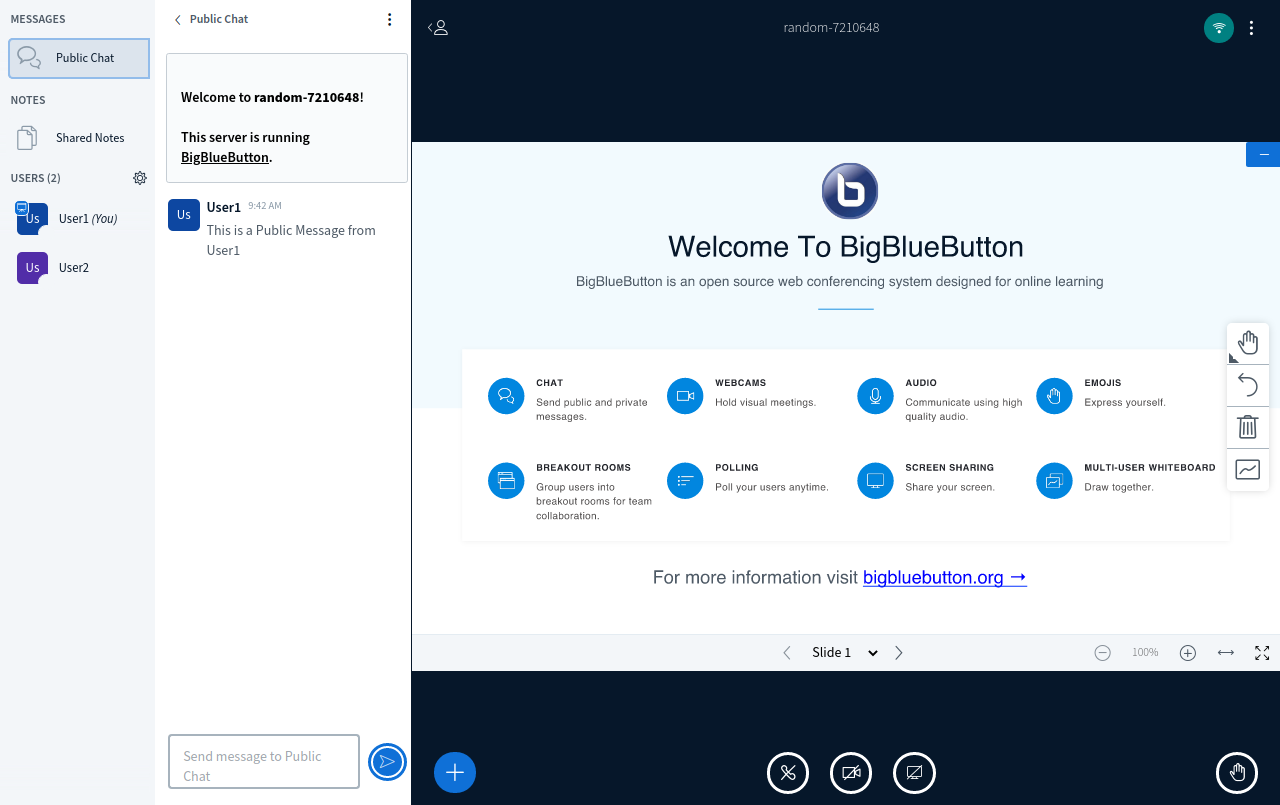 MESSAGES
Public Chat
NOTES
Shared Notes
USERS (2)
Us
User1 (You)
Us
User2
Public Chat
Welcome to random-7210648!
This server is running
BigBlueButton.
Us
User1 9:42 AM
This is a Public Message from
User1
Send message to Public
Chat
random-7210648
b
Welcome To BigBlueButton
BigBlueButton is an open source web conferencing system designed for online learning
CHAT
Send public and private
messages.
WEBCAMS
Hold visual meetings.
AUDIO
Communicate using high
quality audio.
EMOJIS
Express yourself.
BREAKOUT ROOMS
Group users into
breakout rooms for team
collaboration.
POLLING
Poll your users anytime.
SCREEN SHARING
Share your screen.
MULTI-USER WHITEBOARD
Draw together.
For more information visit bigbluebutton.org →
Slide 1
100%